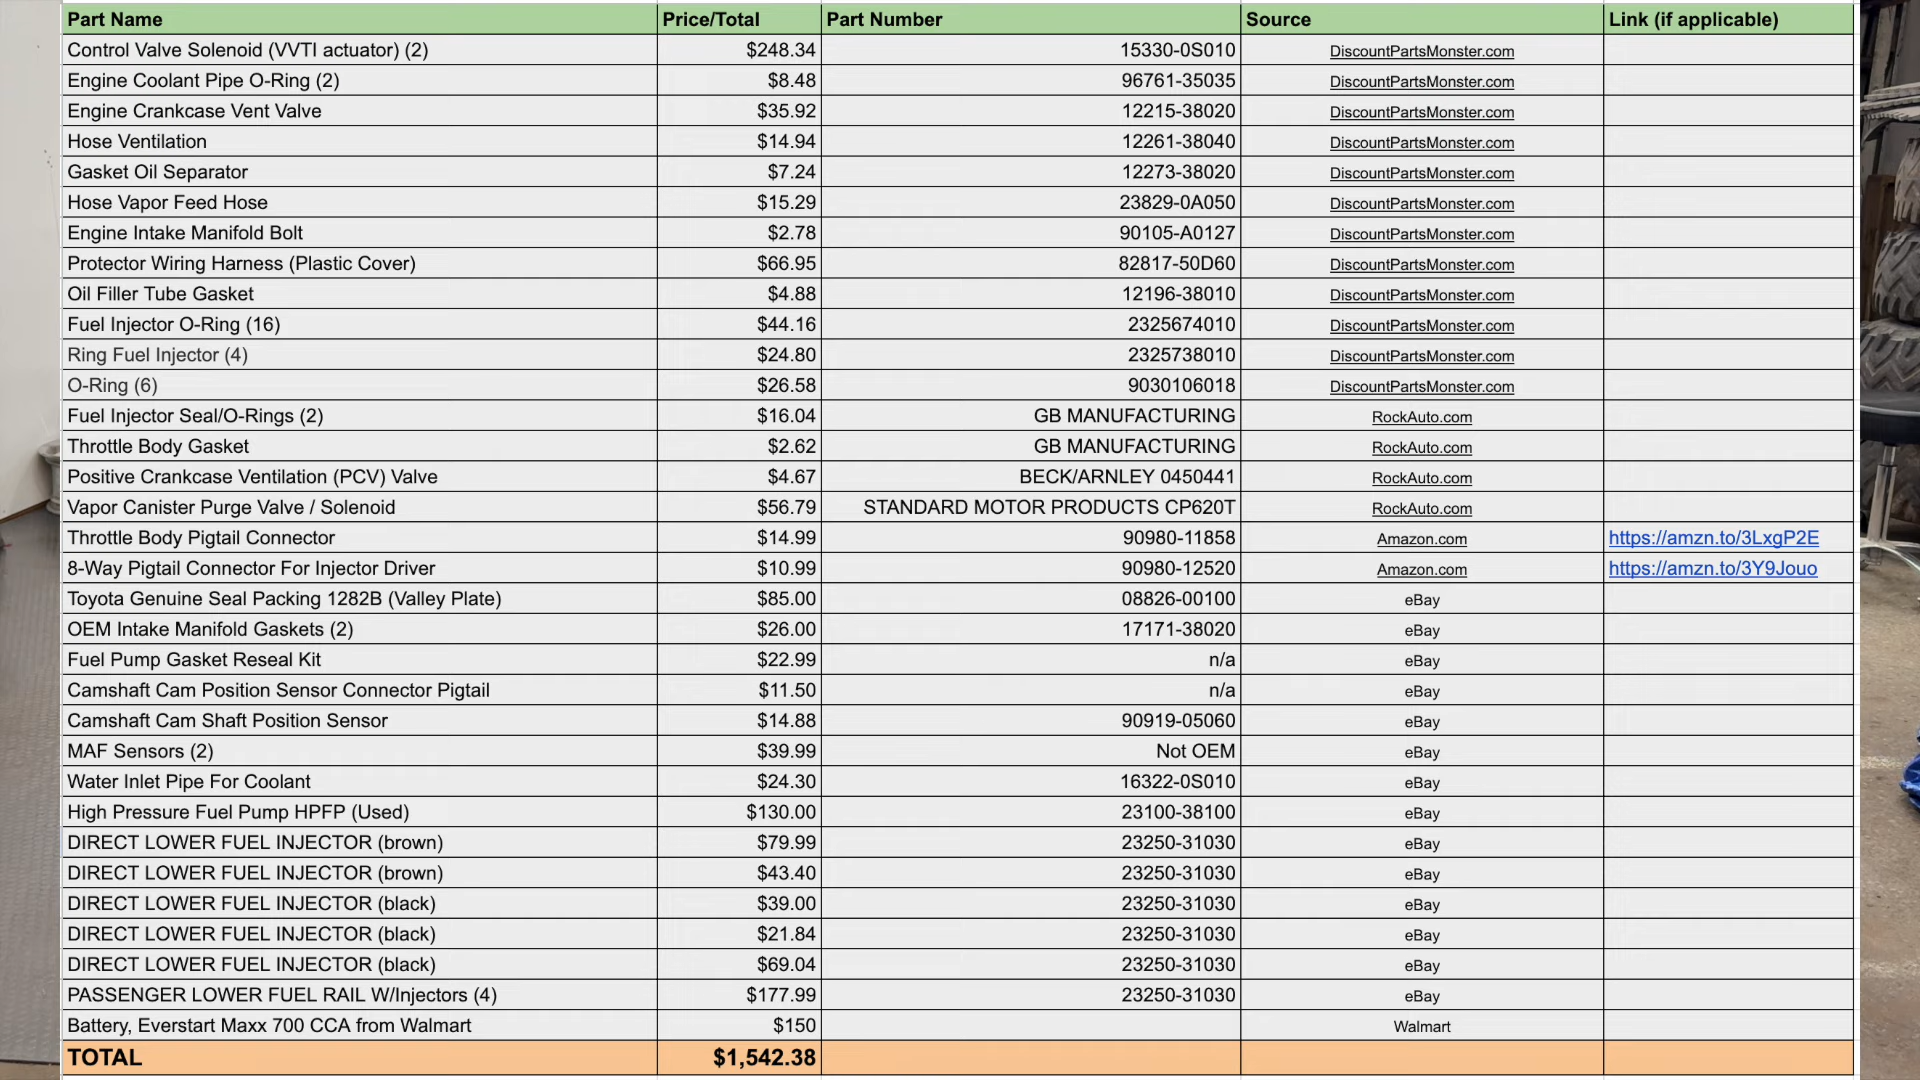 Part Name Price/Total Part Number Source Link (if applicable)
Control Valve Solenoid (VVTI actuator) (2) $248.34 15330-0S010 DiscountPartsMonster.com
Engine Coolant Pipe O-Ring (2) $8.48 96761-35035 DiscountPartsMonster.com
Engine Crankcase Vent Valve $35.92 12215-38020 DiscountPartsMonster.com
Hose Ventilation $14.94 12261-38040 DiscountPartsMonster.com
Gasket Oil Separator $7.24 12273-38020 DiscountPartsMonster.com
Hose Vapor Feed Hose $15.29 23829-0A050 DiscountPartsMonster.com
Engine Intake Manifold Bolt $2.78 90105-A0127 DiscountPartsMonster.com
Protector Wiring Harness (Plastic Cover) $66.95 82817-50D60 DiscountPartsMonster.com
Oil Filler Tube Gasket $4.88 12196-38010 DiscountPartsMonster.com
Fuel Injector O-Ring (16) $44.16 2325674010 DiscountPartsMonster.com
Ring Fuel Injector (4) $24.80 2325738010 DiscountPartsMonster.com
O-Ring (6) $26.58 9030106018 DiscountPartsMonster.com
Fuel Injector Seal/O-Rings (2) $16.04 GB MANUFACTURING RockAuto.com
Throttle Body Gasket $2.62 GB MANUFACTURING RockAuto.com
Positive Crankcase Ventilation (PCV) Valve $4.67 BECK/ARNLEY 0450441 RockAuto.com
Vapor Canister Purge Valve / Solenoid $56.79 STANDARD MOTOR PRODUCTS CP620T RockAuto.com
Throttle Body Pigtail Connector $14.99 90980-11858 Amazon.com https://amzn.to/3LxgP2E
8-Way Pigtail Connector For Injector Driver $10.99 90980-12520 Amazon.com https://amzn.to/3Y9Jouo
Toyota Genuine Seal Packing 1282B (Valley Plate) $85.00 08826-00100 eBay
OEM Intake Manifold Gaskets (2) $26.00 17171-38020 eBay
Fuel Pump Gasket Reseal Kit $22.99 n/a eBay
Camshaft Cam Position Sensor Connector Pigtail $11.50 n/a eBay
Camshaft Cam Shaft Position Sensor $14.88 90919-05060 eBay
MAF Sensors (2) $39.99 Not OEM eBay
Water Inlet Pipe For Coolant $24.30 16322-0S010 eBay
High Pressure Fuel Pump HPFP (Used) $130.00 23100-38100 eBay
DIRECT LOWER FUEL INJECTOR (brown) $79.99 23250-31030 eBay
DIRECT LOWER FUEL INJECTOR (brown) $43.40 23250-31030 eBay
DIRECT LOWER FUEL INJECTOR (black) $39.00 23250-31030 eBay
DIRECT LOWER FUEL INJECTOR (black) $21.84 23250-31030 eBay
DIRECT LOWER FUEL INJECTOR (black) $69.04 23250-31030 eBay
PASSENGER LOWER FUEL RAIL W/Injectors (4) $177.99 23250-31030 eBay
Battery, Everstart Maxx 700 CCA from Walmart $150 Walmart
TOTAL $1,542.38